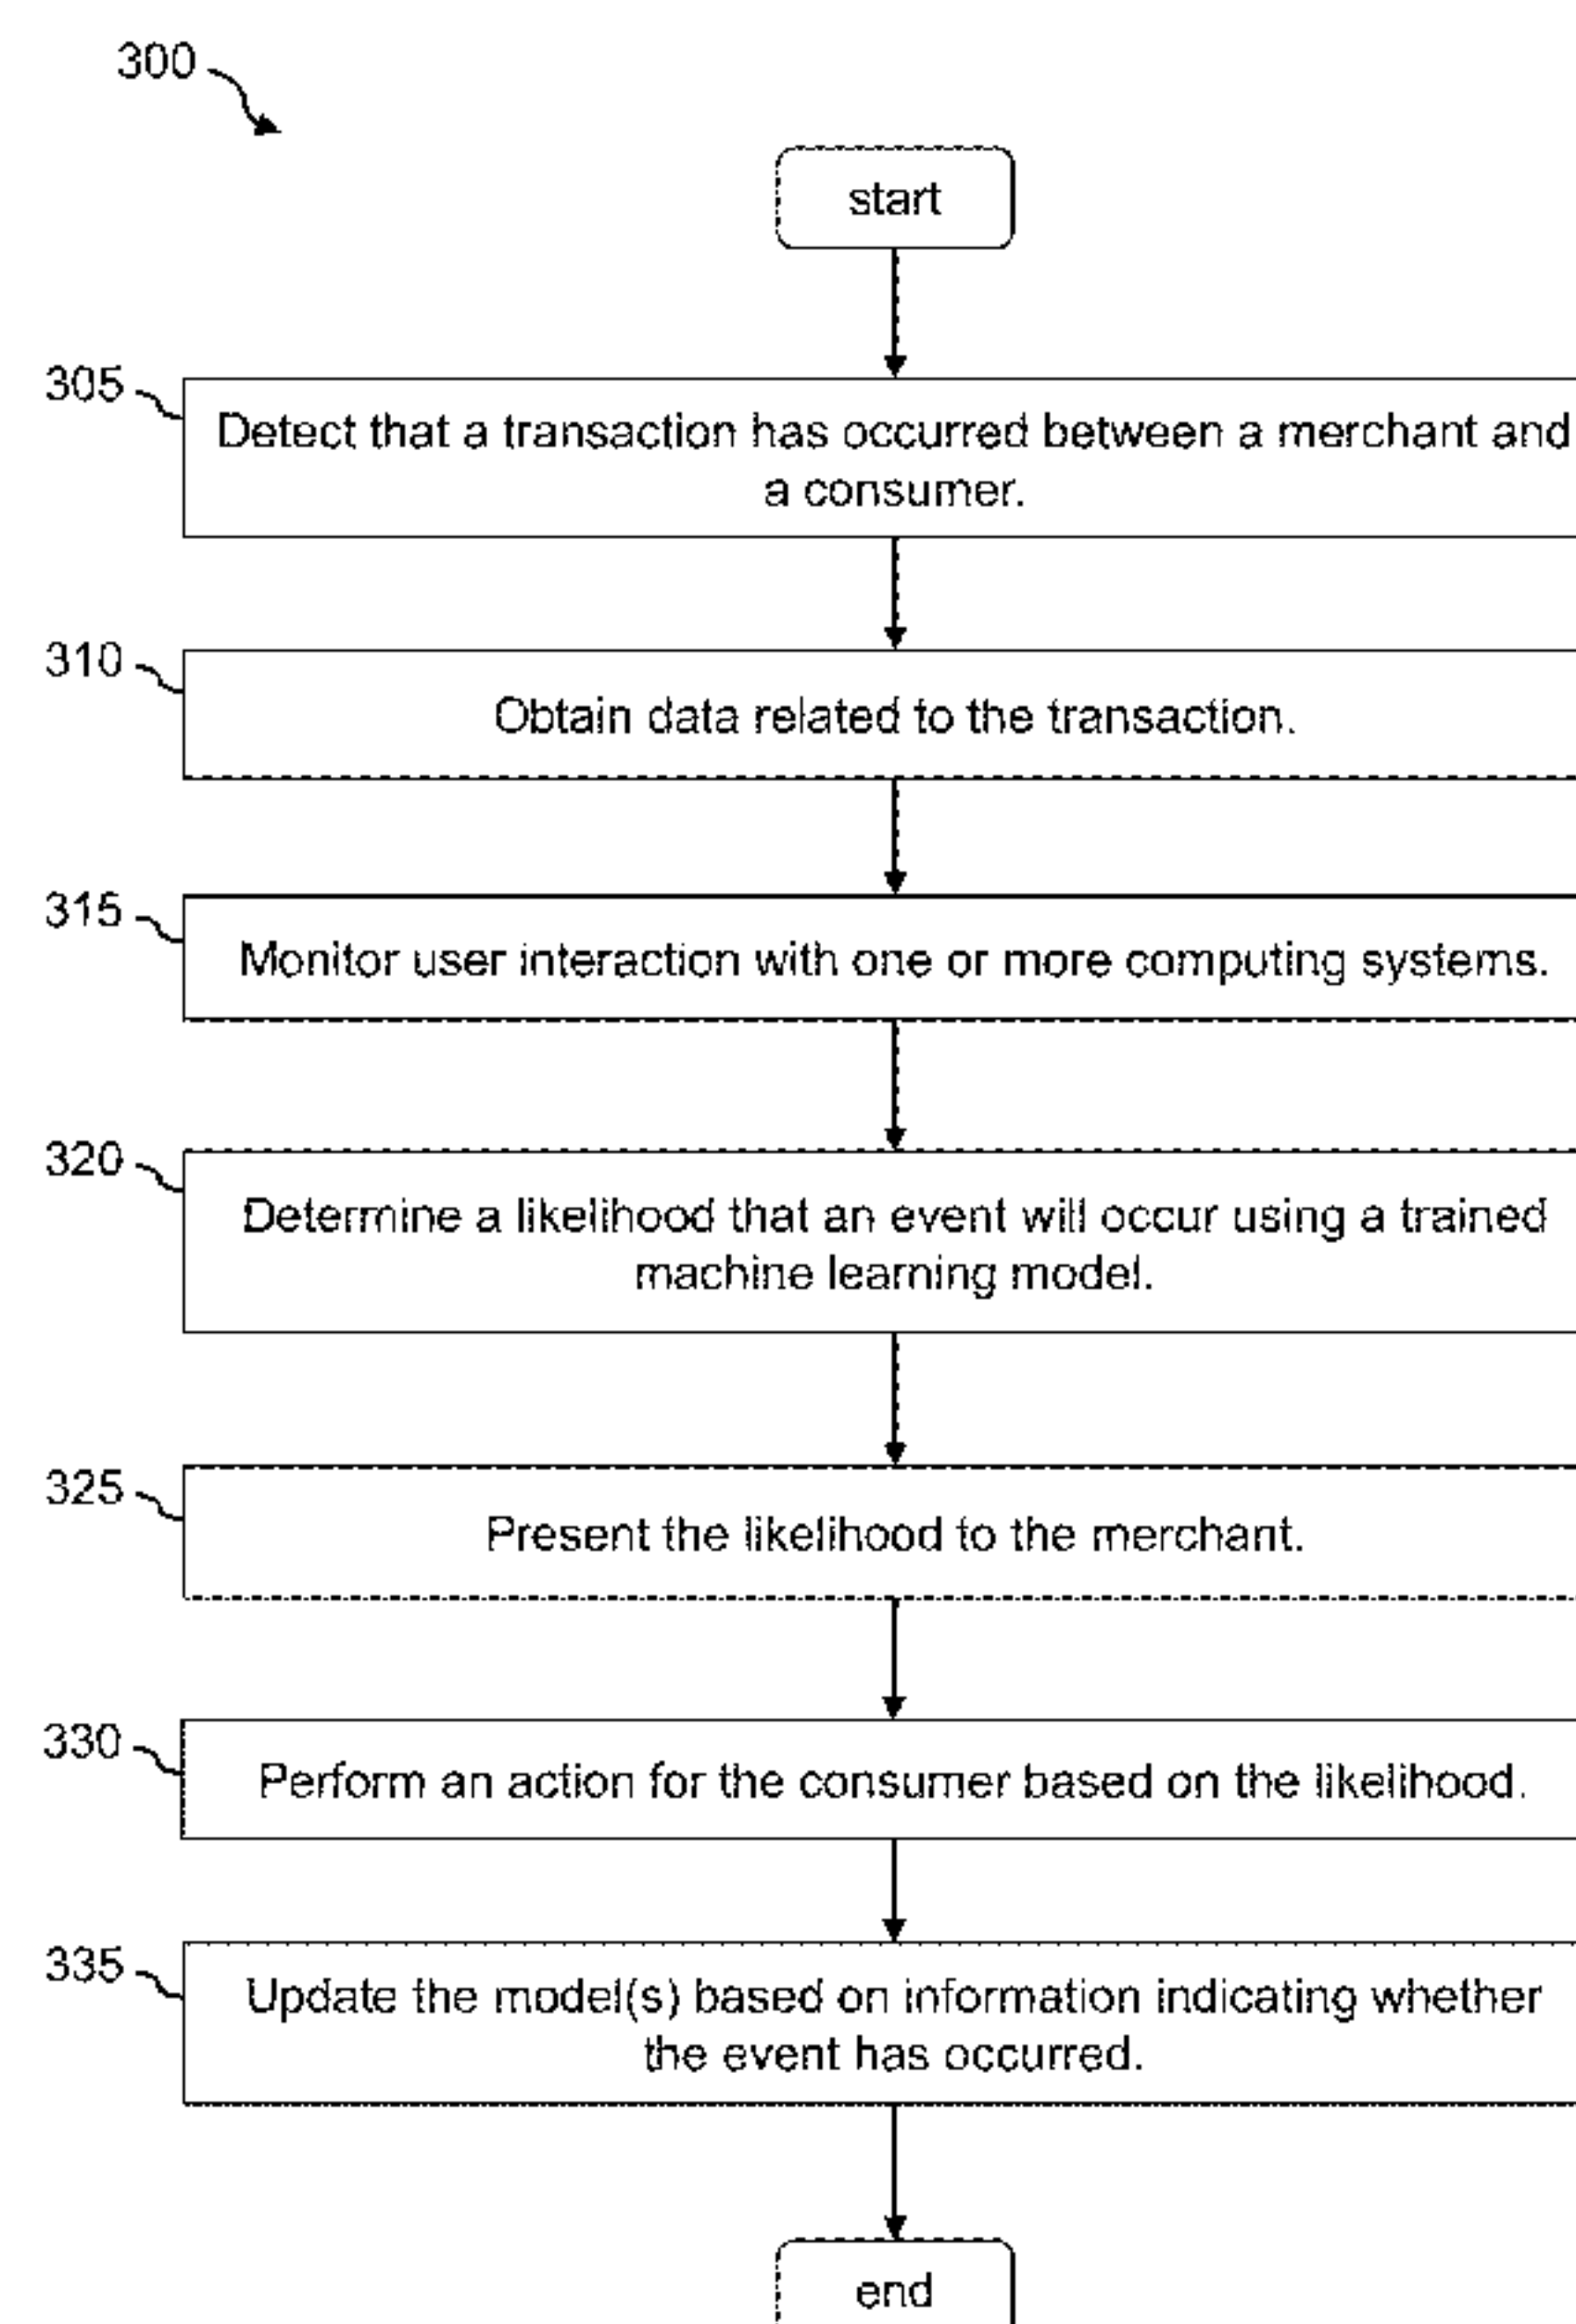 300
start
305
Detect that a transaction has occurred between a merchant and
a consumer.
310
Obtain data related to the transaction.
315
Monitor user interaction with one or more computing systems.
320
Determine a likelihood that an event will occur using a trained
machine learning model.
325
Present the likelihood to the merchant.
330
Perform an action for the consumer based on the likelihood.
335
Update the model(s) based on information indicating whether
the event has occurred.
end